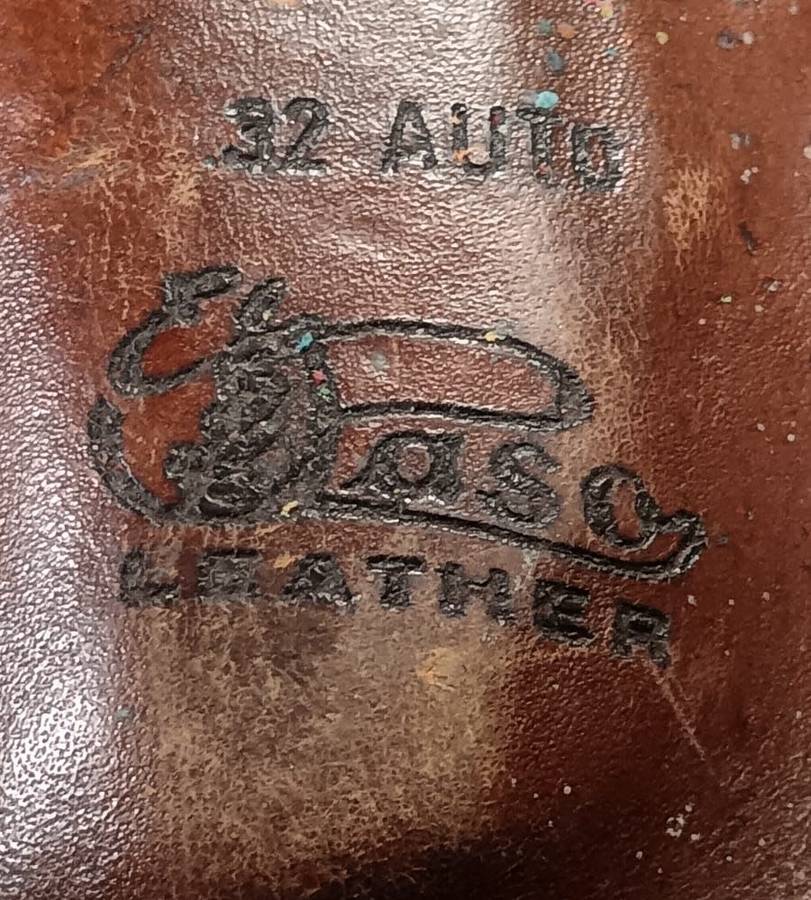 .32 AUTO
El Paso
LEATHER